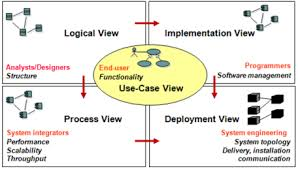 Logical View
Analysts/Designers
Structure
Implementation View
Programmers
Software management
End-user
Functionality
Use-Case View
Process View
System integrators
Performance
Scalability
Throughput
Deployment View
System engineering
System topology
Delivery, installation
communication